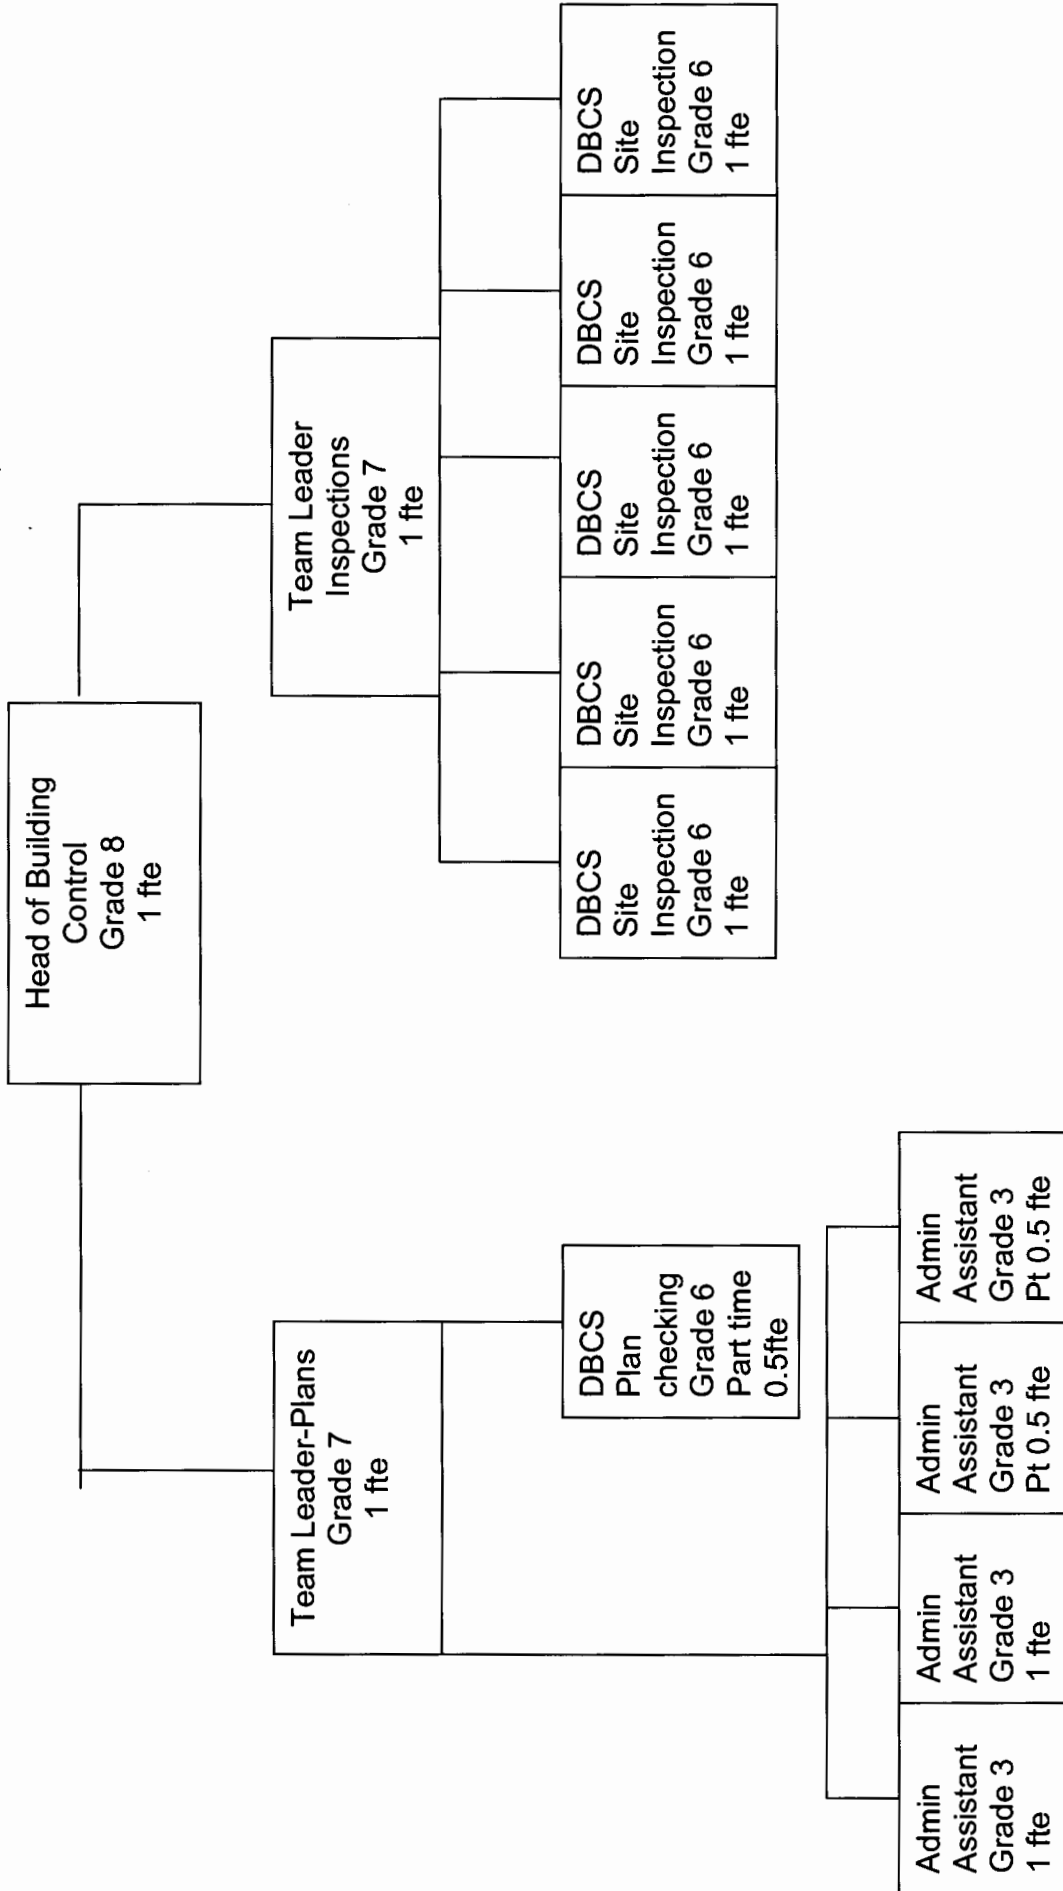 Head of Building
Control
Grade 8
1 fte
Team Leader-Plans
Grade 7
1 fte
Team Leader
Inspections
Grade 7
1 fte
DBCS
Plan
checking
Grade 6
Part time
0.5fte
DBCS
Site
Inspection
Grade 6
1 fte
DBCS
Site
Inspection
Grade 6
1 fte
DBCS
Site
Inspection
Grade 6
1 fte
DBCS
Site
Inspection
Grade 6
1 fte
DBCS
Site
Inspection
Grade 6
1 fte
Admin
Assistant
Grade 3
1 fte
Admin
Assistant
Grade 3
1 fte
Admin
Assistant
Grade 3
Pt 0.5 fte
Admin
Assistant
Grade 3
Pt 0.5 fte